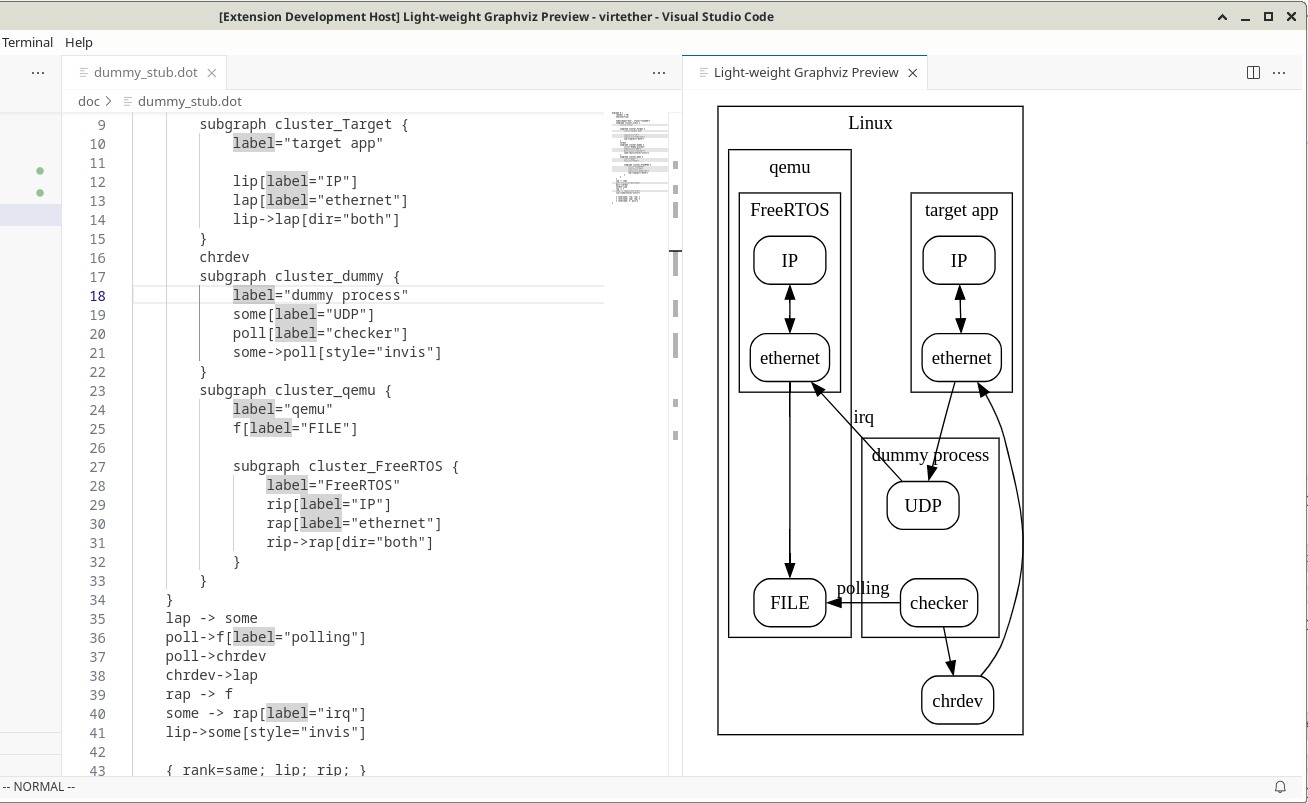 [Extension Development Host] Light-weight Graphviz Preview - virtether - Visual Studio Code
Terminal Help
dummy_stub.dot
Light-weight Graphviz Preview
doc > dummy_stub.dot
9 subgraph cluster_Target {
10 label="target app"
11
12 lip[label="IP"]
13 lap[label="ethernet"]
14 lip->lap[dir="both"]
15 }
16 chrdev
17 subgraph cluster_dummy {
18 label="dummy process"
19 some[label="UDP"]
20 poll[label="checker"]
21 some->poll[style="invis"]
22 }
23 subgraph cluster_qemu {
24 label="qemu"
25 f[label="FILE"]
26
27 subgraph cluster_FreeRTOS {
28 label="FreeRTOS"
29 rip[label="IP"]
30 rap[label="ethernet"]
31 rip->rap[dir="both"]
32 }
33 }
34 }
35 lap -> some
36 poll->f[label="polling"]
37 poll->chrdev
38 chrdev->lap
39 rap -> f
40 some -> rap[label="irq"]
41 lip->some[style="invis"]
42
43 { rank=same; lip; rip; }
-- NORMAL --
Linux
qemu
FreeRTOS
target app
IP
IP
ethernet
ethernet
irq
dummy process
UDP
polling
FILE
checker
chrdev